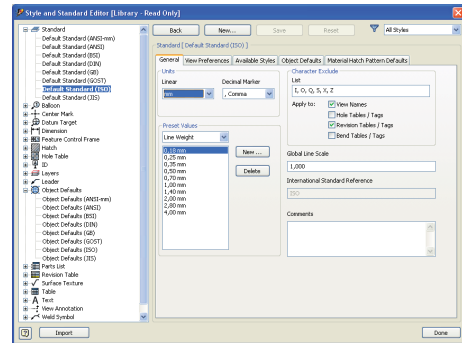 Style and Standard Editor [Library - Read Only]
Standard
Default Standard (ANSI-mm)
Default Standard (ANSI)
Default Standard (BSI)
Default Standard (DIN)
Default Standard (GB)
Default Standard (GOST)
Default Standard (ISO)
Default Standard (JIS)
Balloon
Center Mark
Datum Target
Dimension
Feature Control Frame
Hatch
Hole Table
ID
Layers
Leader
Object Defaults
Object Defaults (ANSI-mm)
Object Defaults (ANSI)
Object Defaults (BSI)
Object Defaults (DIN)
Object Defaults (GB)
Object Defaults (GOST)
Object Defaults (ISO)
Object Defaults (JIS)
Parts List
Revision Table
Surface Texture
Table
Text
View Annotation
Weld Symbol
Back New... Save Reset All Styles
Standard [ Default Standard (ISO) ]
General View Preferences Available Styles Object Defaults Material Hatch Pattern Defaults
Units
Linear Decimal Marker
mm , Comma
Preset Values
Line Weight
0,18 mm
0,25 mm
0,35 mm
0,50 mm
0,70 mm
1,00 mm
1,40 mm
2,00 mm
2,80 mm
4,00 mm
New ...
Delete
Character Exclude
List
I, O, Q, S, X, Z
Apply to: View Names
Hole Tables / Tags
Revision Tables / Tags
Bend Tables / Tags
Global Line Scale
1,000
International Standard Reference
ISO
Comments
? Import Done